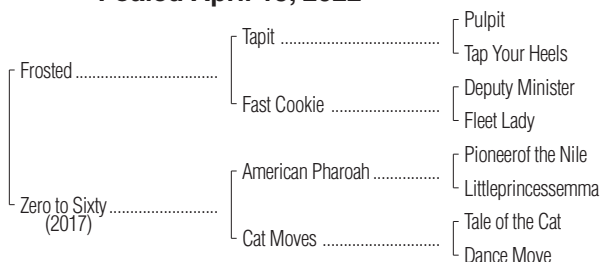 Foaled April 2022
Pulpit
Tapit
Tap Your Heels
Frosted
Deputy Minister
Fast Cookie
Fleet Lady
Pioneerof the Nile
American Pharoah
Littleprincessemma
Zero to Sixty
(2017)
Tale of the Cat
Cat Moves
Dance Move